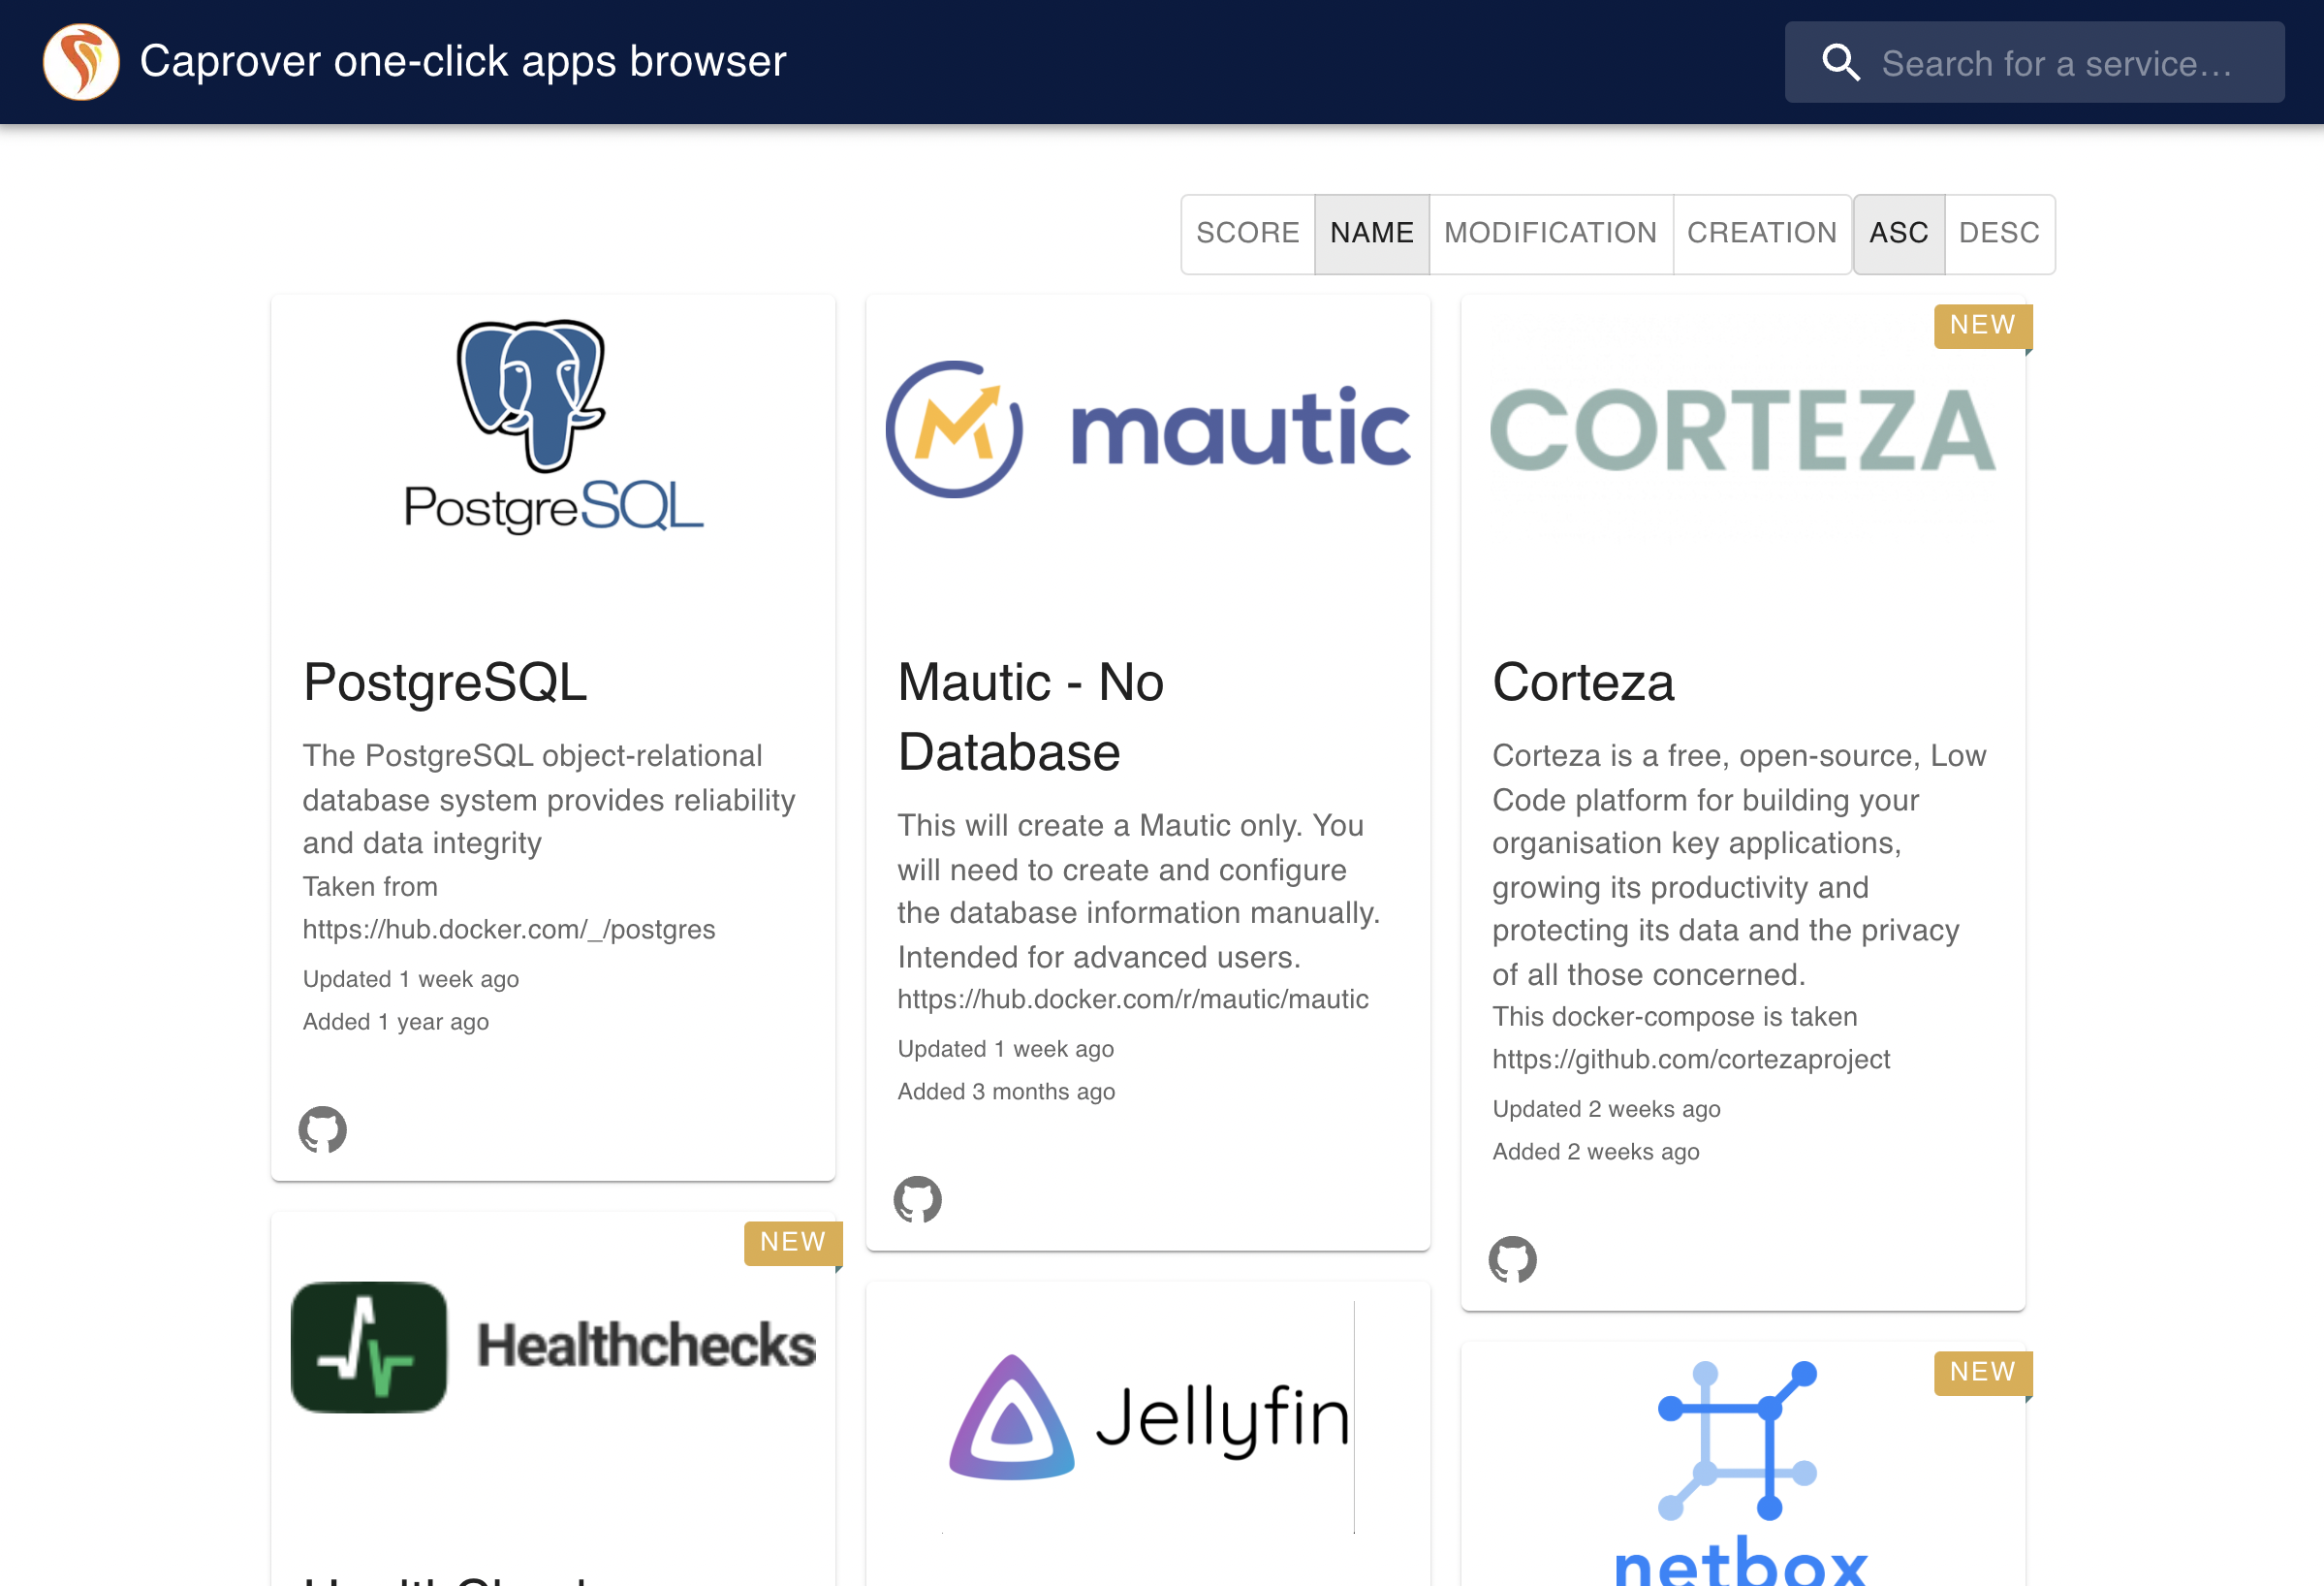 Caprover one-click apps browser
Search for a service...
SCORE NAME MODIFICATION CREATION ASC DESC
PostgreSQL
PostgreSQL
The PostgreSQL object-relational
database system provides reliability
and data integrity
Taken from
https://hub.docker.com/_/postgres
Updated 1 week ago
Added 1 year ago
mautic
Mautic - No
Database
This will create a Mautic only. You
will need to create and configure
the database information manually.
Intended for advanced users.
https://hub.docker.com/r/mautic/mautic
Updated 1 week ago
Added 3 months ago
NEW
CORTEZA
Corteza
Corteza is a free, open-source, Low
Code platform for building your
organisation key applications,
growing its productivity and
protecting its data and the privacy
of all those concerned.
This docker-compose is taken
https://github.com/cortezaproject
Updated 2 weeks ago
Added 2 weeks ago
NEW
Healthchecks
Jellyfin
NEW
netbox